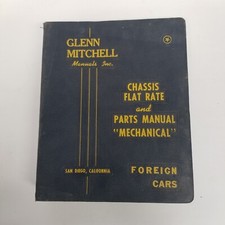 GLENN
MITCHELL
Manuals Inc.
CHASSIS
FLAT RATE
and
PARTS MANUAL
"MECHANICAL"
SAN DIEGO, CALIFORNIA
FOREIGN
CARS